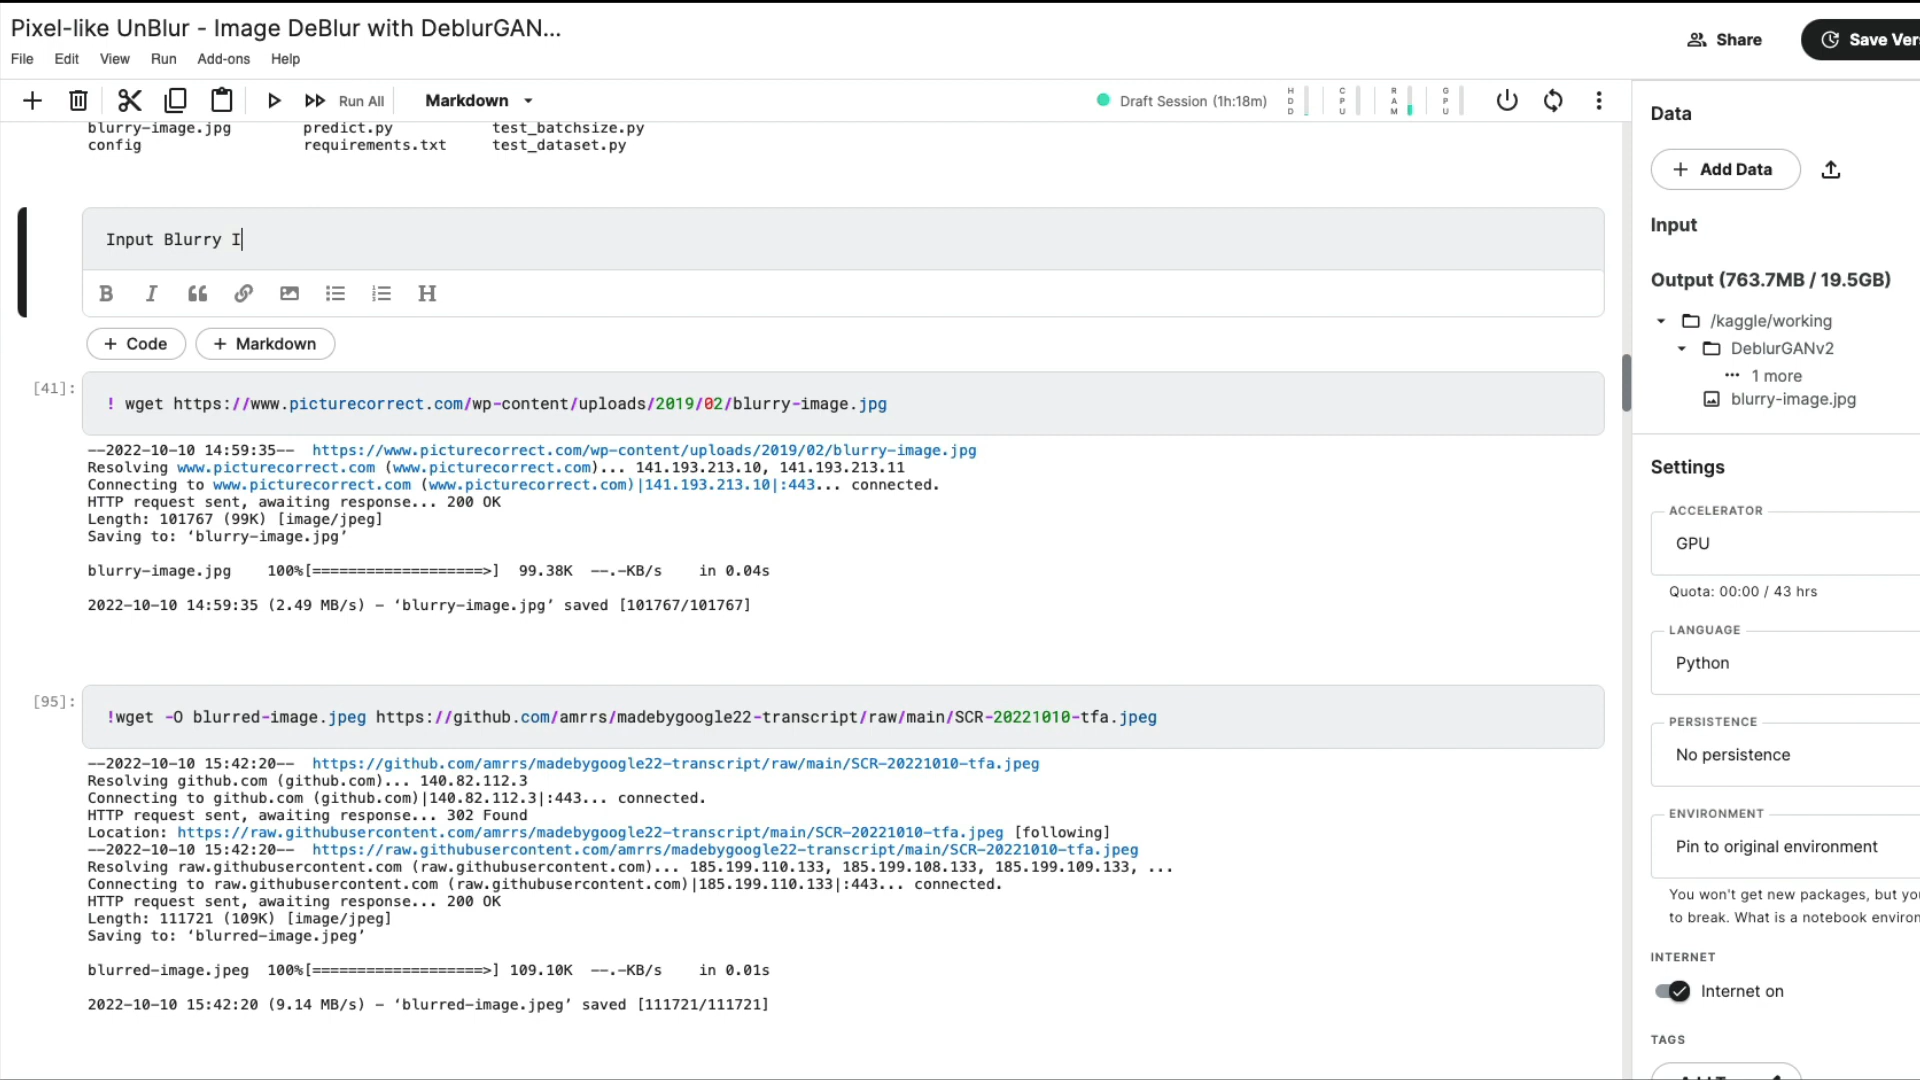 Pixel-like UnBlur - Image DeBlur with DeblurGAN...
File Edit View Run Add-ons Help
Share
Save Ver
Run All
Markdown
Draft Session (1h:18m)
HDD
CPU
RAM
GPU
blurry-image.jpg predict.py test_batchsize.py
config requirements.txt test_dataset.py
Input Blurry I
B I H
+ Code
+ Markdown
[41]:
! wget https://www.picturecorrect.com/wp-content/uploads/2019/02/blurry-image.jpg
--2022-10-10 14:59:35-- https://www.picturecorrect.com/wp-content/uploads/2019/02/blurry-image.jpg
Resolving www.picturecorrect.com (www.picturecorrect.com)... 141.193.213.10, 141.193.213.11
Connecting to www.picturecorrect.com (www.picturecorrect.com)|141.193.213.10|:443... connected.
HTTP request sent, awaiting response... 200 OK
Length: 101767 (99K) [image/jpeg]
Saving to: ‘blurry-image.jpg’
blurry-image.jpg 100%[===================>] 99.38K --.-KB/s in 0.04s
2022-10-10 14:59:35 (2.49 MB/s) - ‘blurry-image.jpg’ saved [101767/101767]
[95]:
!wget -O blurred-image.jpeg https://github.com/amrrs/madebygoogle22-transcript/raw/main/SCR-20221010-tfa.jpeg
--2022-10-10 15:42:20-- https://github.com/amrrs/madebygoogle22-transcript/raw/main/SCR-20221010-tfa.jpeg
Resolving github.com (github.com)... 140.82.112.3
Connecting to github.com (github.com)|140.82.112.3|:443... connected.
HTTP request sent, awaiting response... 302 Found
Location: https://raw.githubusercontent.com/amrrs/madebygoogle22-transcript/main/SCR-20221010-tfa.jpeg [following]
--2022-10-10 15:42:20-- https://raw.githubusercontent.com/amrrs/madebygoogle22-transcript/main/SCR-20221010-tfa.jpeg
Resolving raw.githubusercontent.com (raw.githubusercontent.com)... 185.199.110.133, 185.199.108.133, 185.199.109.133, ...
Connecting to raw.githubusercontent.com (raw.githubusercontent.com)|185.199.110.133|:443... connected.
HTTP request sent, awaiting response... 200 OK
Length: 111721 (109K) [image/jpeg]
Saving to: ‘blurred-image.jpeg’
blurred-image.jpeg 100%[===================>] 109.10K --.-KB/s in 0.01s
2022-10-10 15:42:20 (9.14 MB/s) - ‘blurred-image.jpeg’ saved [111721/111721]
Data
+ Add Data
Input
Output (763.7MB / 19.5GB)
/kaggle/working
DeblurGANv2
... 1 more
blurry-image.jpg
Settings
ACCELERATOR
GPU
Quota: 00:00 / 43 hrs
LANGUAGE
Python
PERSISTENCE
No persistence
ENVIRONMENT
Pin to original environment
You won't get new packages, but yo
to break. What is a notebook enviro
INTERNET
Internet on
TAGS